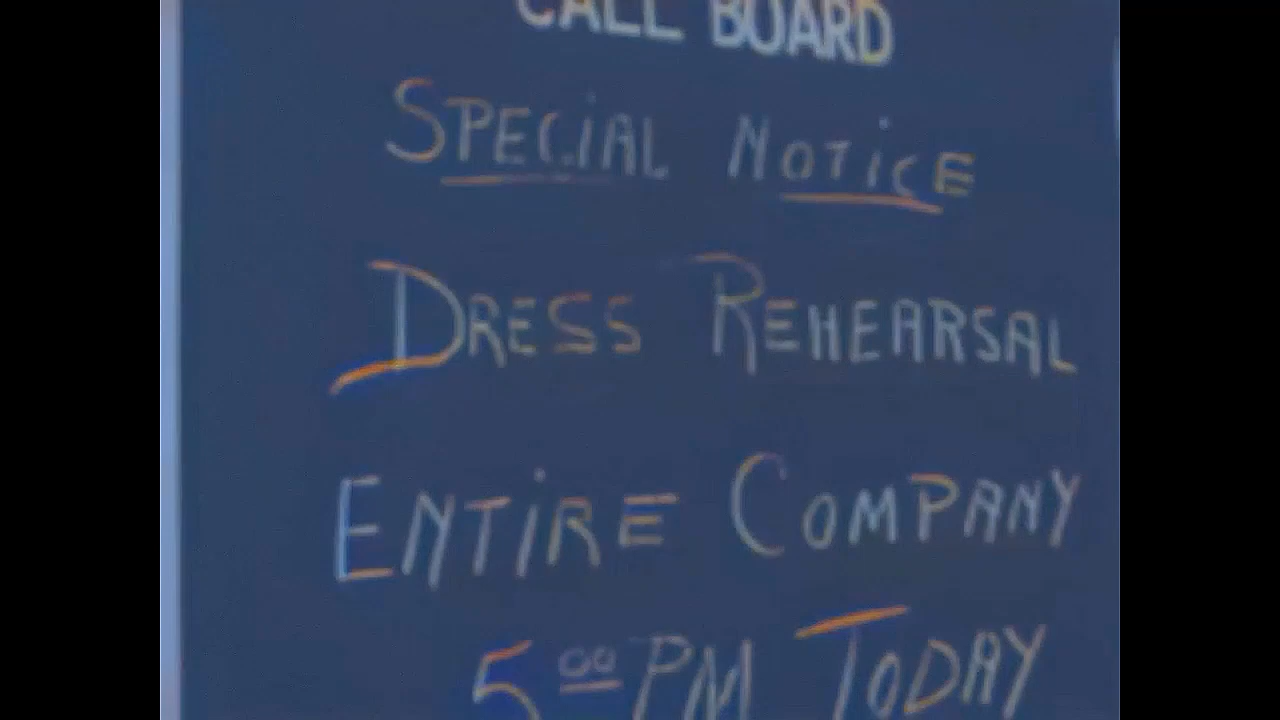 CALL BOARD
SPECiAL NOTiCE
DRESS REHEARSAL
ENTiRE COMPANY
5 00 PM TODAY